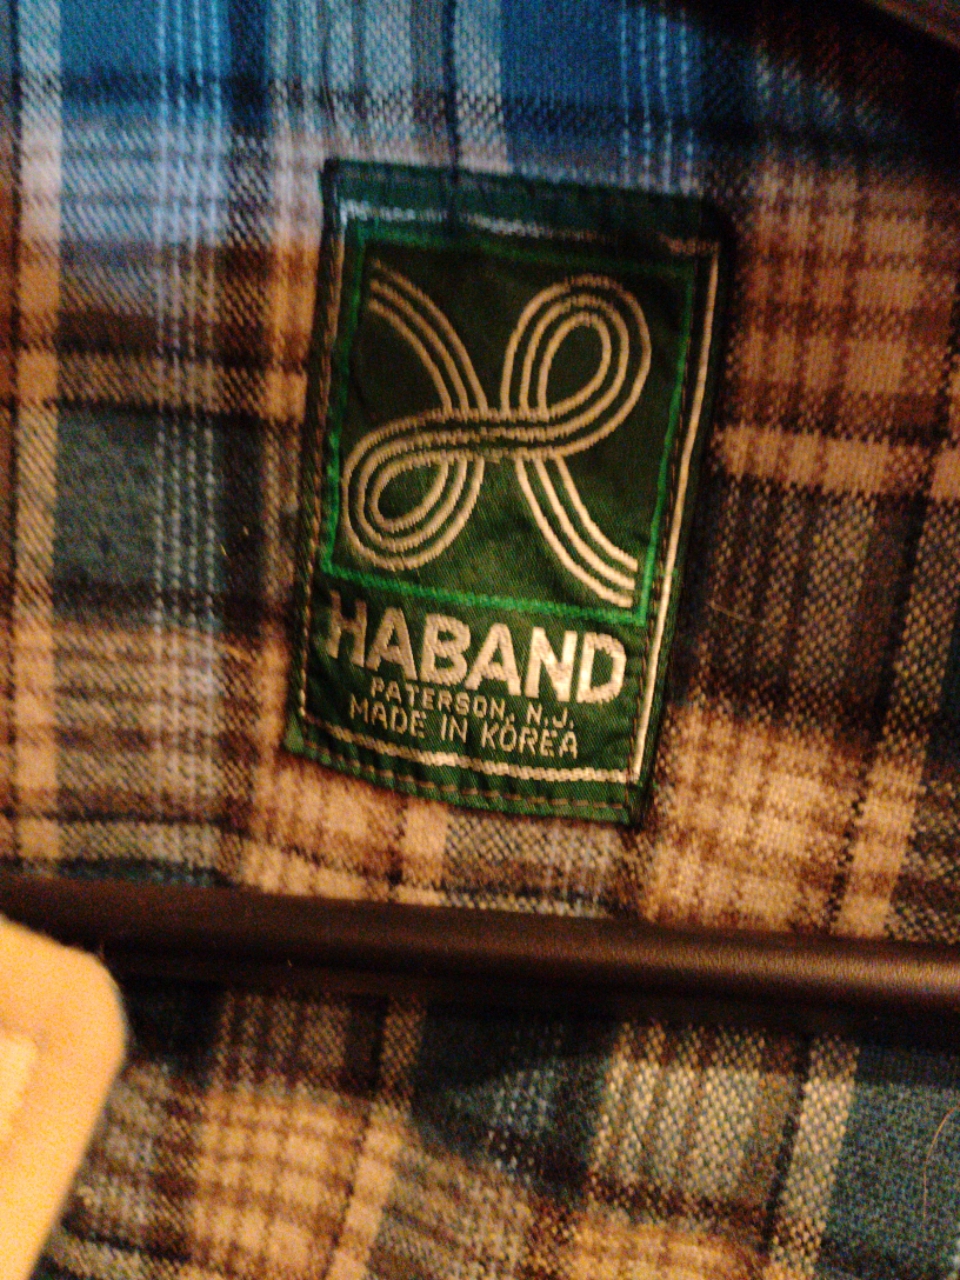 HABAND
PATERSON, N.J.
MADE IN KOREA